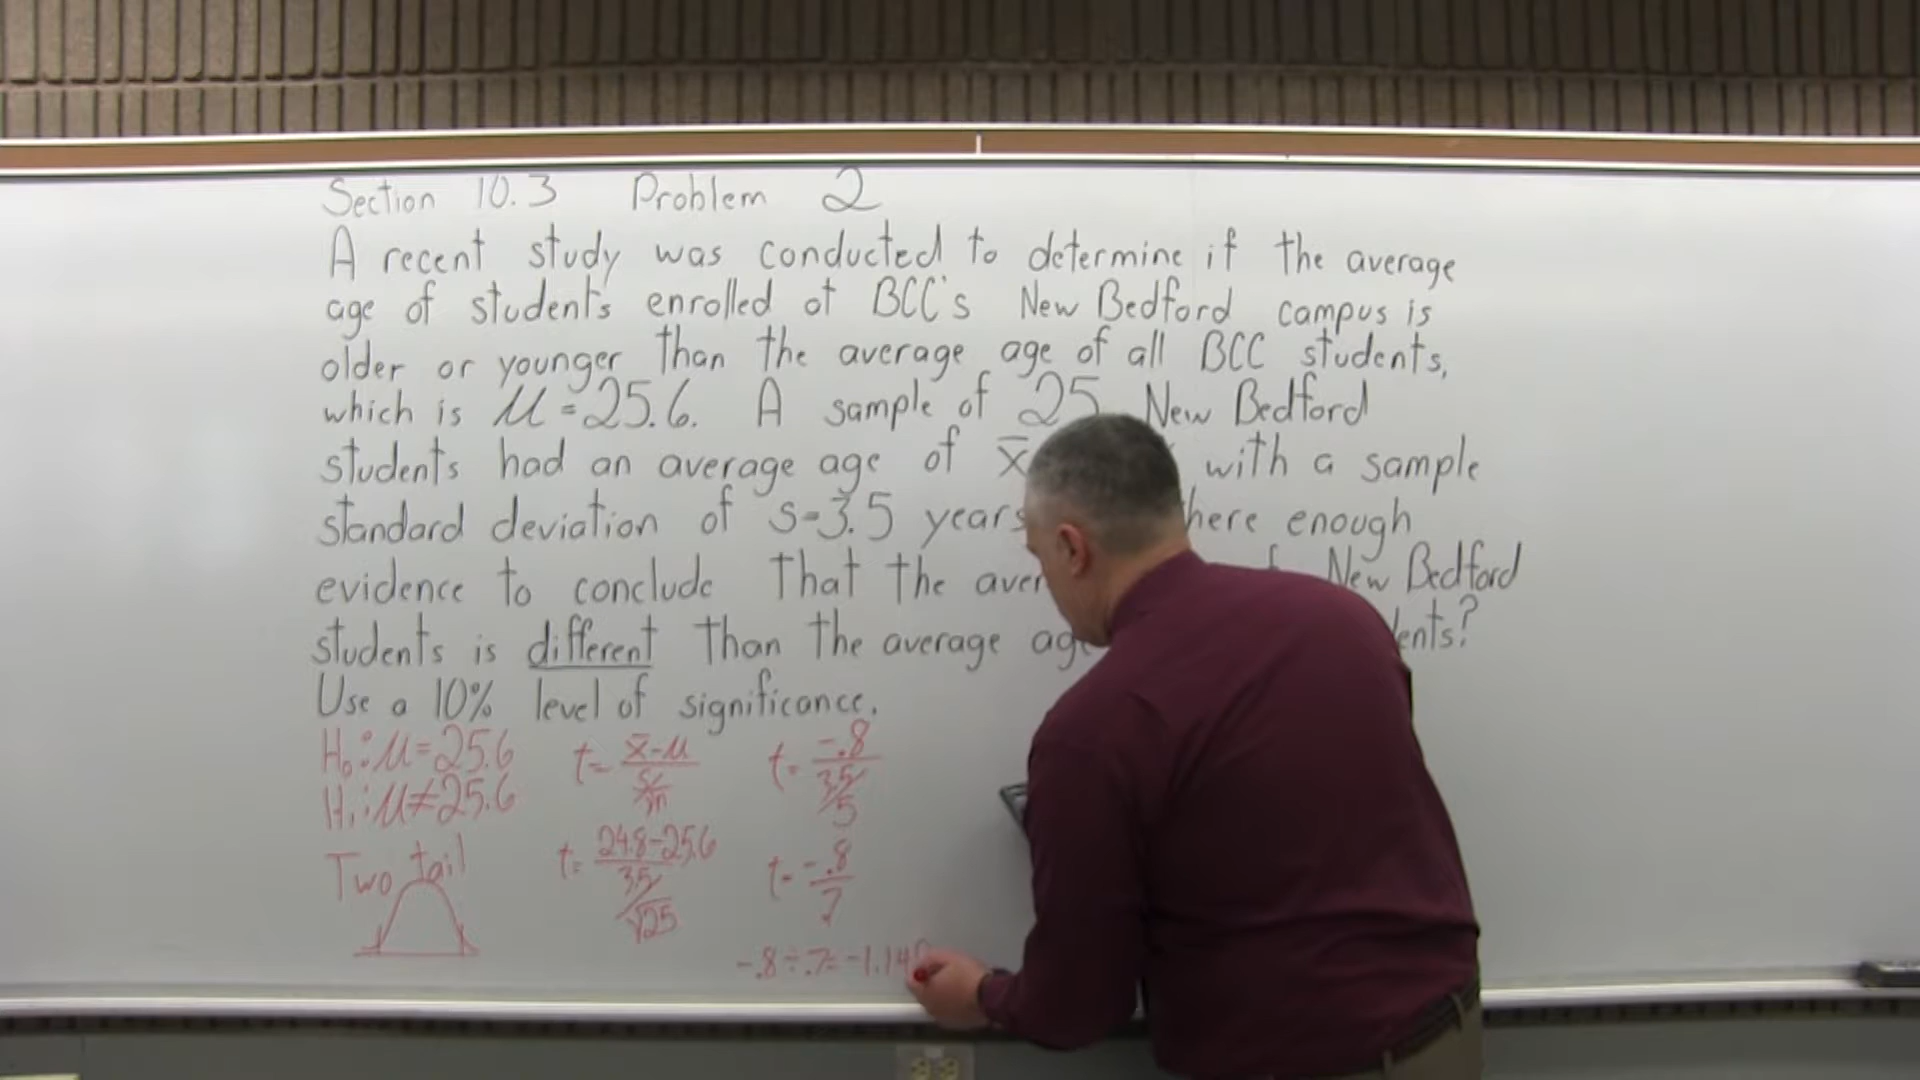 Section 10.3 Problem 2
A recent study was conducted to determine if the average
age of students enrolled at BCC's New Bedford campus is
older or younger than the average age of all BCC students,
which is μ=25.6. A sample of 25 New Bedford
students had an average age of x̄ with a sample
standard deviation of s=3.5 years here enough
evidence to conclude that the aver New Bedford
students is different than the average age ents?
Use a 10% level of significance.
H₀:μ=25.6
H₁:μ≠25.6
Two tail
t= x̄-μ / s/√n
t= 24.8-25.6 / 3.5/√25
t= -.8 / 3.5/5
t= -.8/.7
-.8÷.7= -1.14